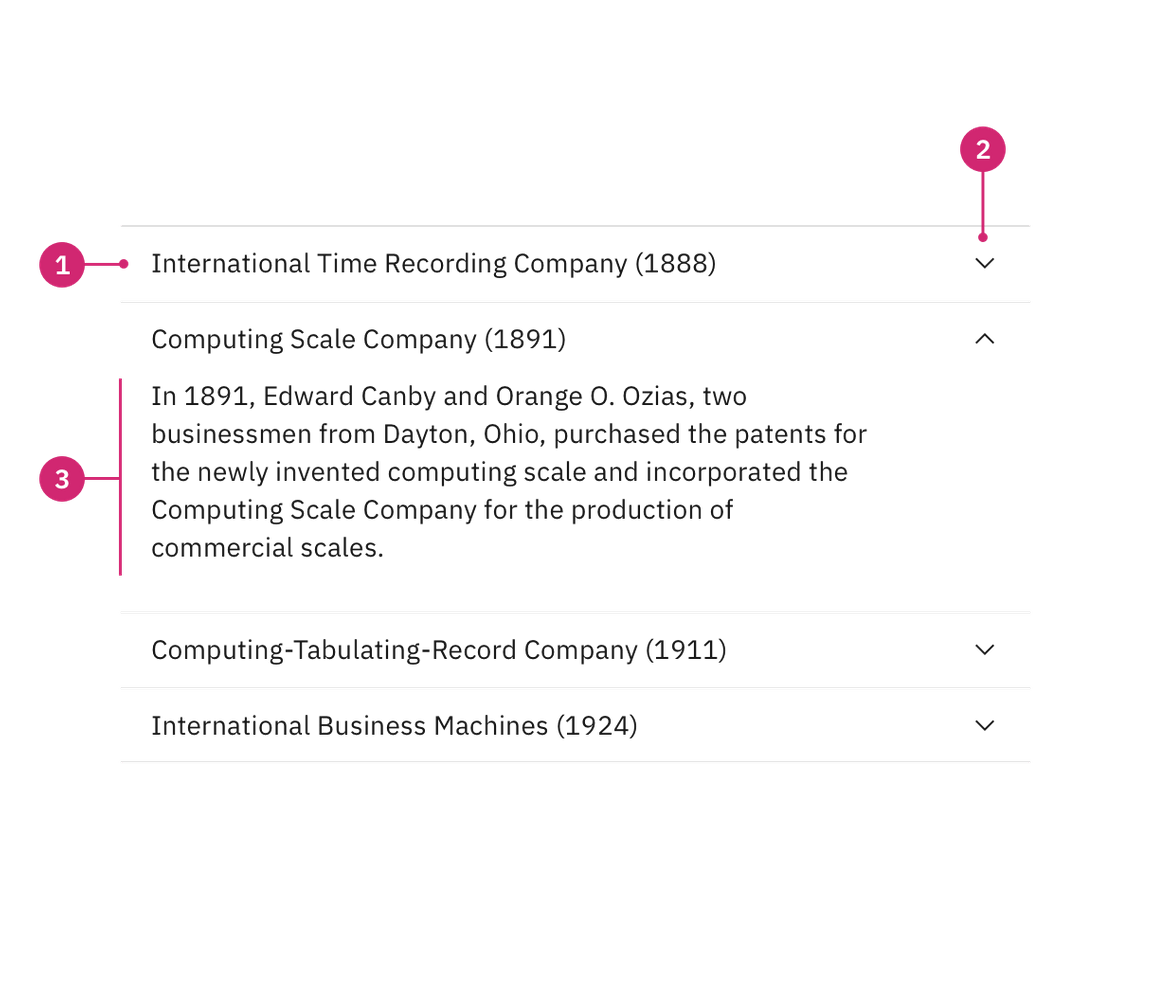 2
1 International Time Recording Company (1888)
Computing Scale Company (1891)
In 1891, Edward Canby and Orange O. Ozias, two
businessmen from Dayton, Ohio, purchased the patents for
3 the newly invented computing scale and incorporated the
Computing Scale Company for the production of
commercial scales.
Computing-Tabulating-Record Company (1911)
International Business Machines (1924)